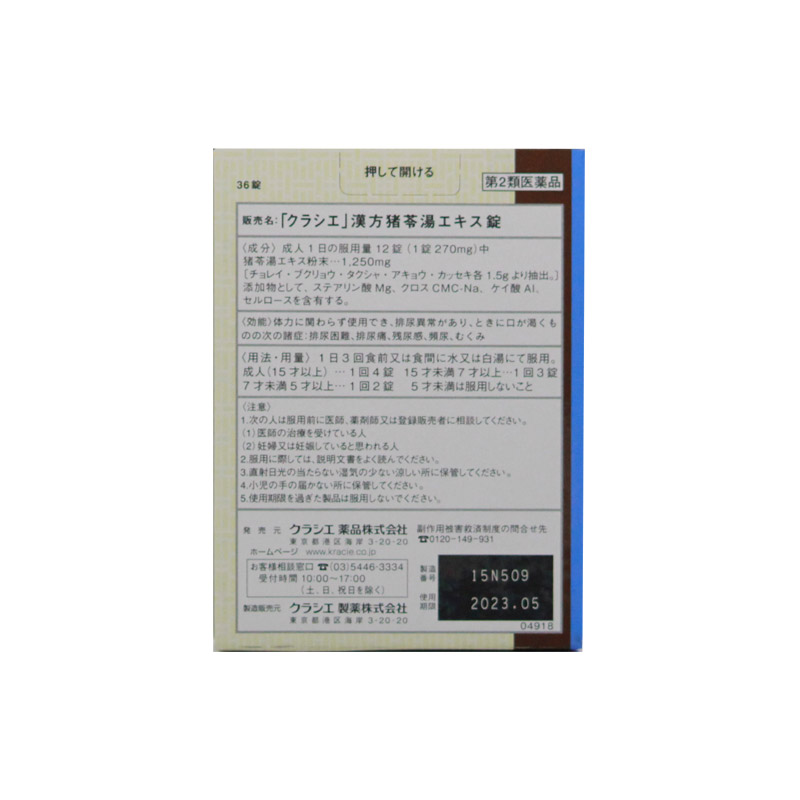 押して開ける
36錠
第2類医薬品
販売名:「クラシエ」漢方猪苓湯エキス錠
〈成分〉成人1日の服用量12錠(1錠270mg)中
猪苓湯エキス粉末…1,250mg
〔チョレイ・ブクリョウ・タクシャ・アキョウ・カッセキ各1.5gより抽出。〕
添加物として、ステアリン酸Mg、クロスCMC-Na、ケイ酸Al、
セルロースを含有する。
〈効能〉体力に関わらず使用でき、排尿異常があり、ときに口が渇くも
のの次の諸症:排尿困難、排尿痛、残尿感、頻尿、むくみ
〈用法・用量〉1日3回食前又は食間に水又は白湯にて服用。
成人(15才以上)…1回4錠 15才未満7才以上…1回3錠
7才未満5才以上…1回2錠 5才未満は服用しないこと
〈注意〉
1.次の人は服用前に医師、薬剤師又は登録販売者に相談してください。
(1)医師の治療を受けている人
(2)妊婦又は妊娠していると思われる人
2.服用に際しては、説明文書をよく読んでください。
3.直射日光の当たらない湿気の少ない涼しい所に保管してください。
4.小児の手の届かない所に保管してください。
5.使用期限を過ぎた製品は服用しないでください。
発売元 クラシエ薬品株式会社
東京都港区海岸3-20-20
ホームページ www.kracie.co.jp
お客様相談窓口 ☎(03)5446-3334
受付時間 10:00〜17:00
(土、日、祝日を除く)
製造販売元 クラシエ製薬株式会社
東京都港区海岸3-20-20
副作用被害救済制度の問合せ先
☎0120-149-931
製造番号 15N509
使用期限 2023.05
04918